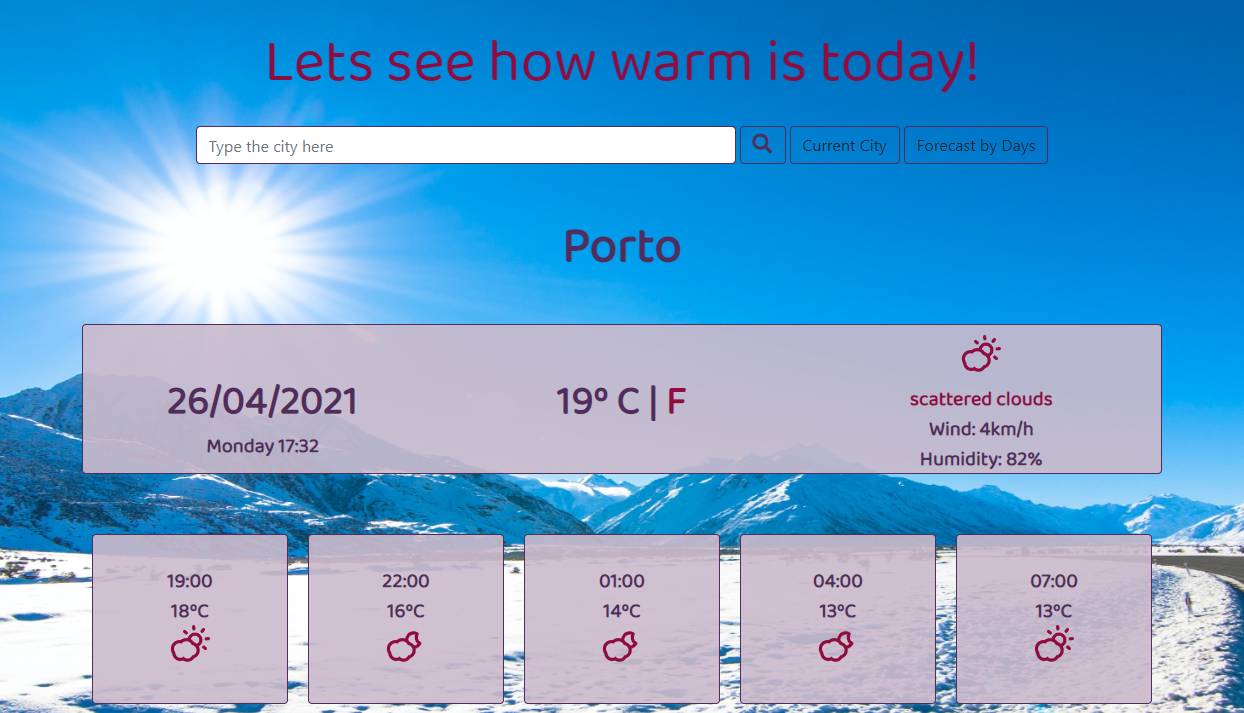 Lets see how warm is today!
Type the city here
Current City
Forecast by Days
Porto
26/04/2021
Monday 17:32
19º C | F
scattered clouds
Wind: 4km/h
Humidity: 82%
19:00
18ºC
22:00
16ºC
01:00
14ºC
04:00
13ºC
07:00
13ºC